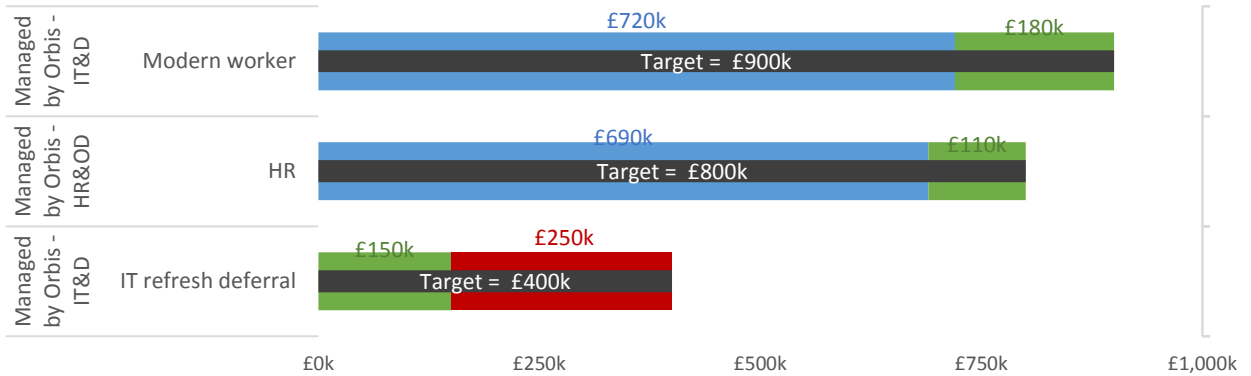 Managed
by Orbis -
IT&D
Modern worker
£720k
£180k
Target =  £900k
Managed
by Orbis -
HR&OD
HR
£690k
£110k
Target =  £800k
Managed
by Orbis -
IT&D
IT refresh deferral
£150k
£250k
Target =  £400k
£0k
£250k
£500k
£750k
£1,000k